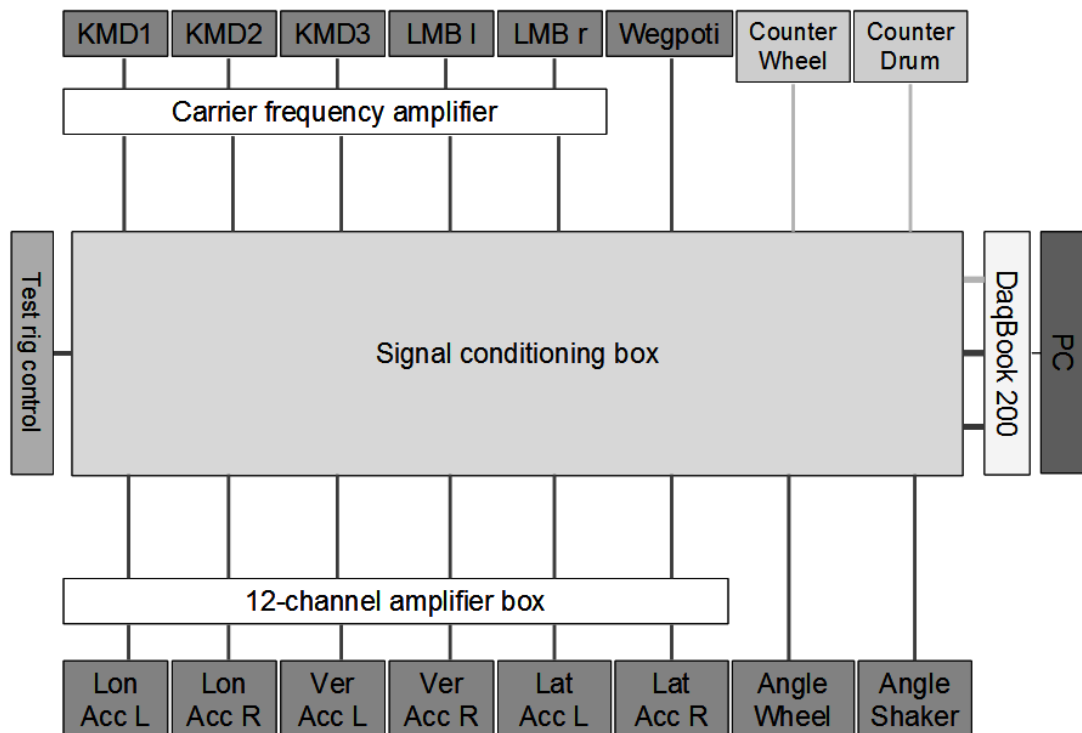 KMD1
KMD2
KMD3
LMB l
LMB r
Wegpoti
Counter
Wheel
Counter
Drum
Carrier frequency amplifier
Test rig control
Signal conditioning box
DaqBook 200
PC
12-channel amplifier box
Lon
Acc L
Lon
Acc R
Ver
Acc L
Ver
Acc R
Lat
Acc L
Lat
Acc R
Angle
Wheel
Angle
Shaker